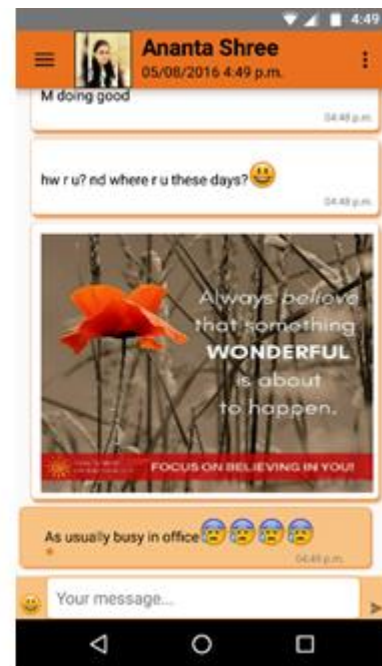 4:49
Ananta Shree
05/08/2016 4:49 p.m.
M doing good
04:48 p.m.
hw r u? nd where r u these days?
04:48 p.m.
Always believe
that something
WONDERFUL
is about
to happen.
FOCUS ON BELIEVING IN YOU!
As usually busy in office
04:49 p.m.
Your message...